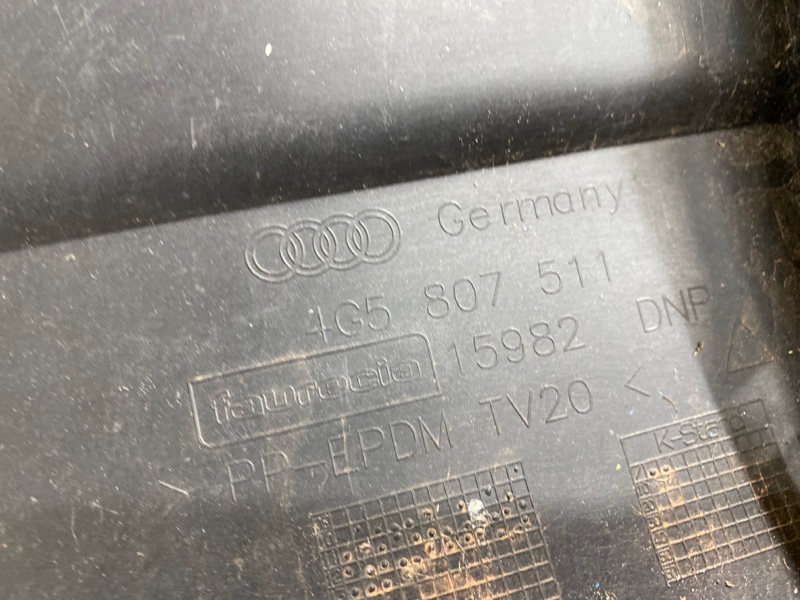 Germany
4G5 807 511
faurecia 15982 DNP
> PP-EPDM TV20 <